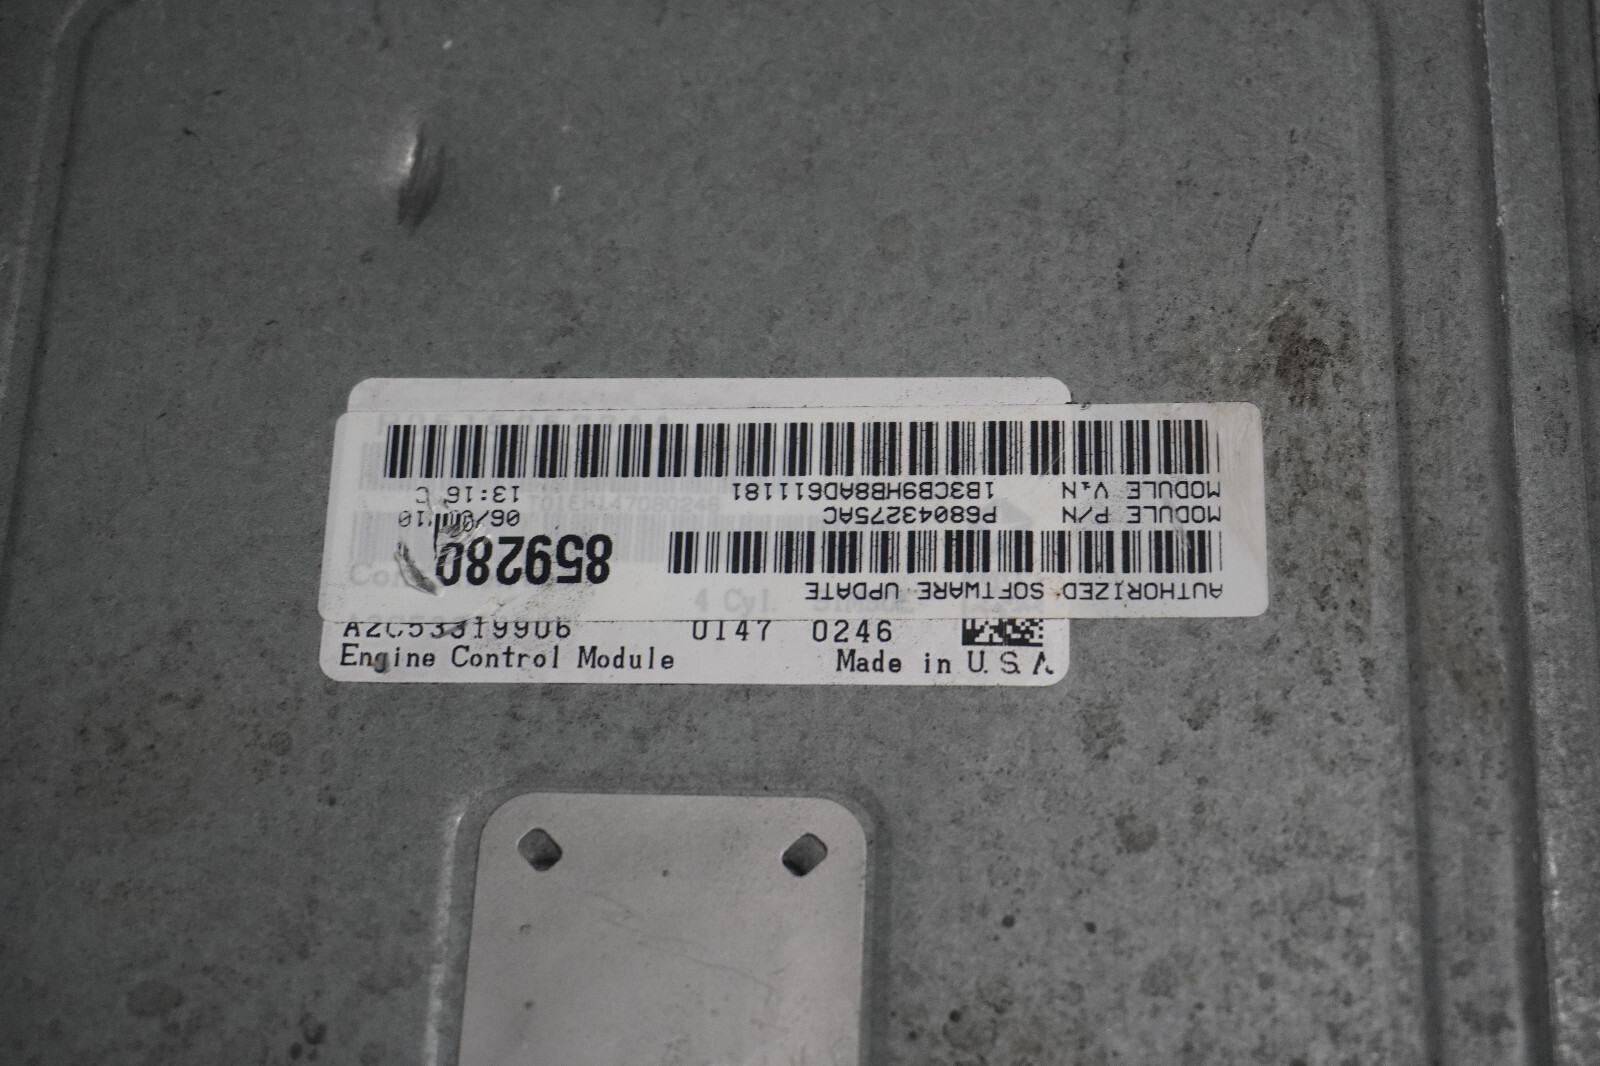 AUTHORIZED SOFTWARE UPDATE
859280
MODULE P/N P68043275AC
MODULE VIN 1B3CB9HB8AD611181 13:16 C
4 Cyl.
A2C53319906 0147 0246
Engine Control Module Made in U.S.A